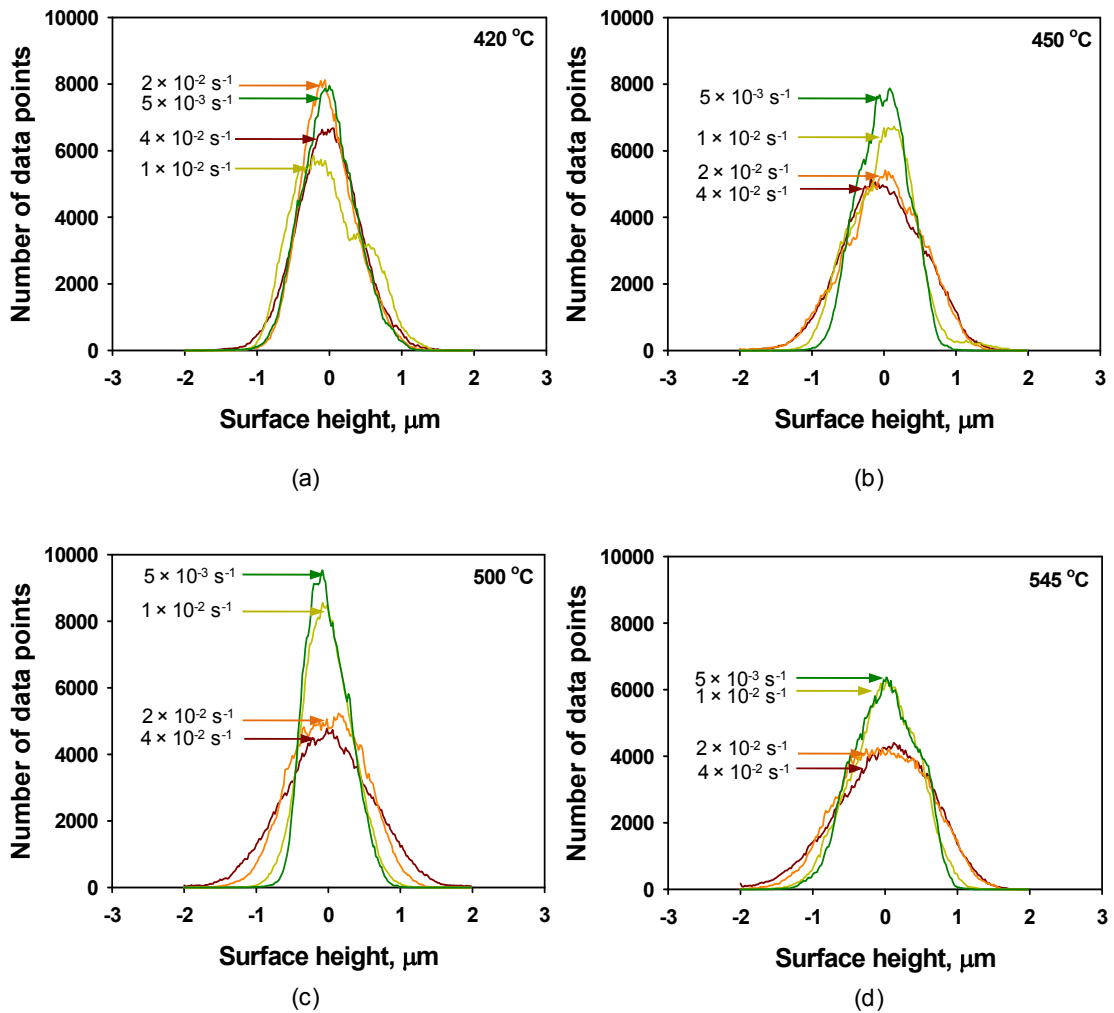 10000
8000
6000
4000
2000
0
Number of data points
420 °C
2 × 10⁻² s⁻¹
5 × 10⁻³ s⁻¹
4 × 10⁻² s⁻¹
1 × 10⁻² s⁻¹
-3 -2 -1 0 1 2 3
Surface height, μm
(a)
10000
8000
6000
4000
2000
0
Number of data points
450 °C
5 × 10⁻³ s⁻¹
1 × 10⁻² s⁻¹
2 × 10⁻² s⁻¹
4 × 10⁻² s⁻¹
-3 -2 -1 0 1 2 3
Surface height, μm
(b)
10000
8000
6000
4000
2000
0
Number of data points
500 °C
5 × 10⁻³ s⁻¹
1 × 10⁻² s⁻¹
2 × 10⁻² s⁻¹
4 × 10⁻² s⁻¹
-3 -2 -1 0 1 2 3
Surface height, μm
(c)
10000
8000
6000
4000
2000
0
Number of data points
545 °C
5 × 10⁻³ s⁻¹
1 × 10⁻² s⁻¹
2 × 10⁻² s⁻¹
4 × 10⁻² s⁻¹
-3 -2 -1 0 1 2 3
Surface height, μm
(d)